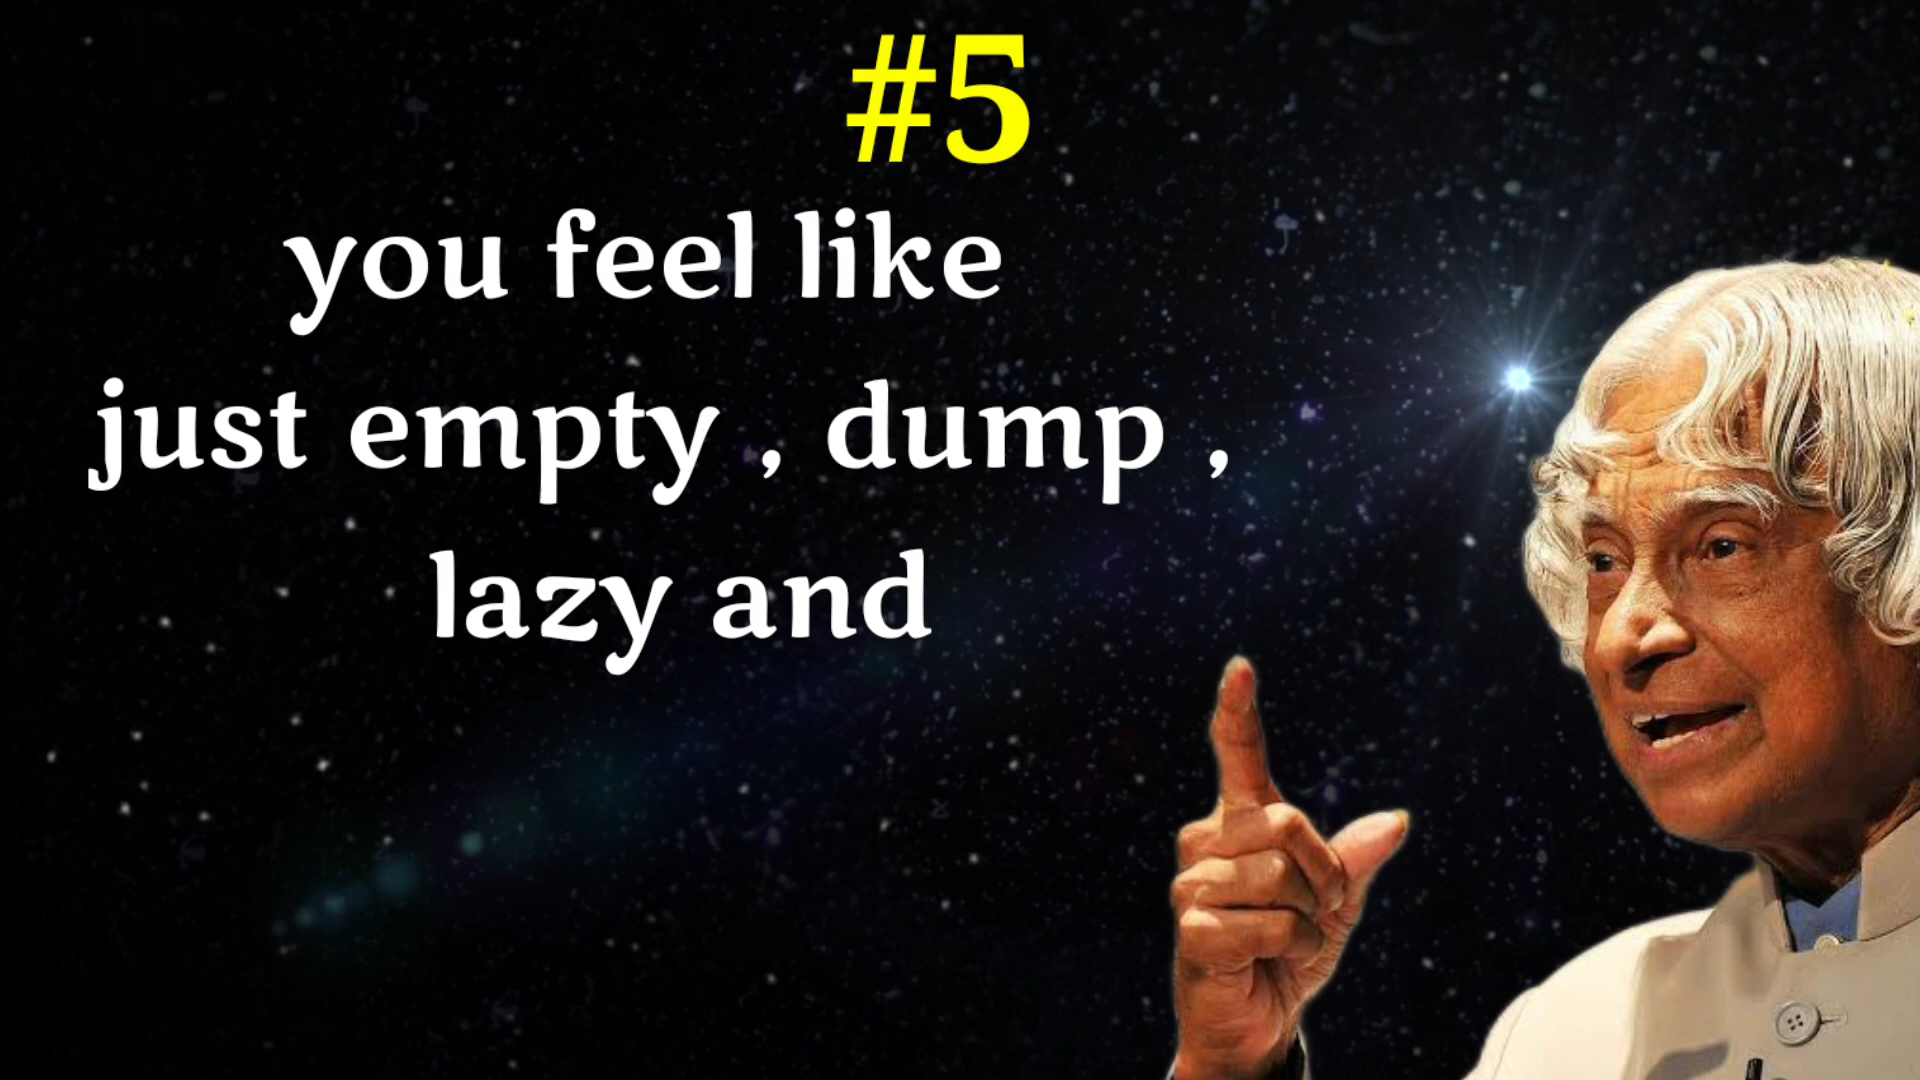 #5
you feel like
just empty , dump ,
lazy and